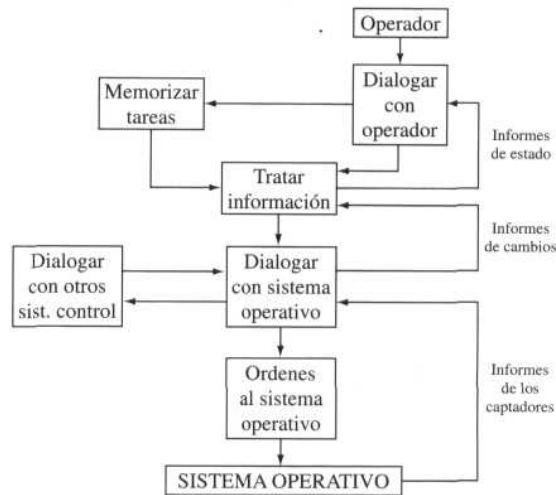 Operador
Dialogar
con
operador
Memorizar
tareas
Informes
de estado
Tratar
información
Informes
de cambios
Dialogar
con otros
sist. control
Dialogar
con sistema
operativo
Ordenes
al sistema
operativo
Informes
de los
captadores
SISTEMA OPERATIVO